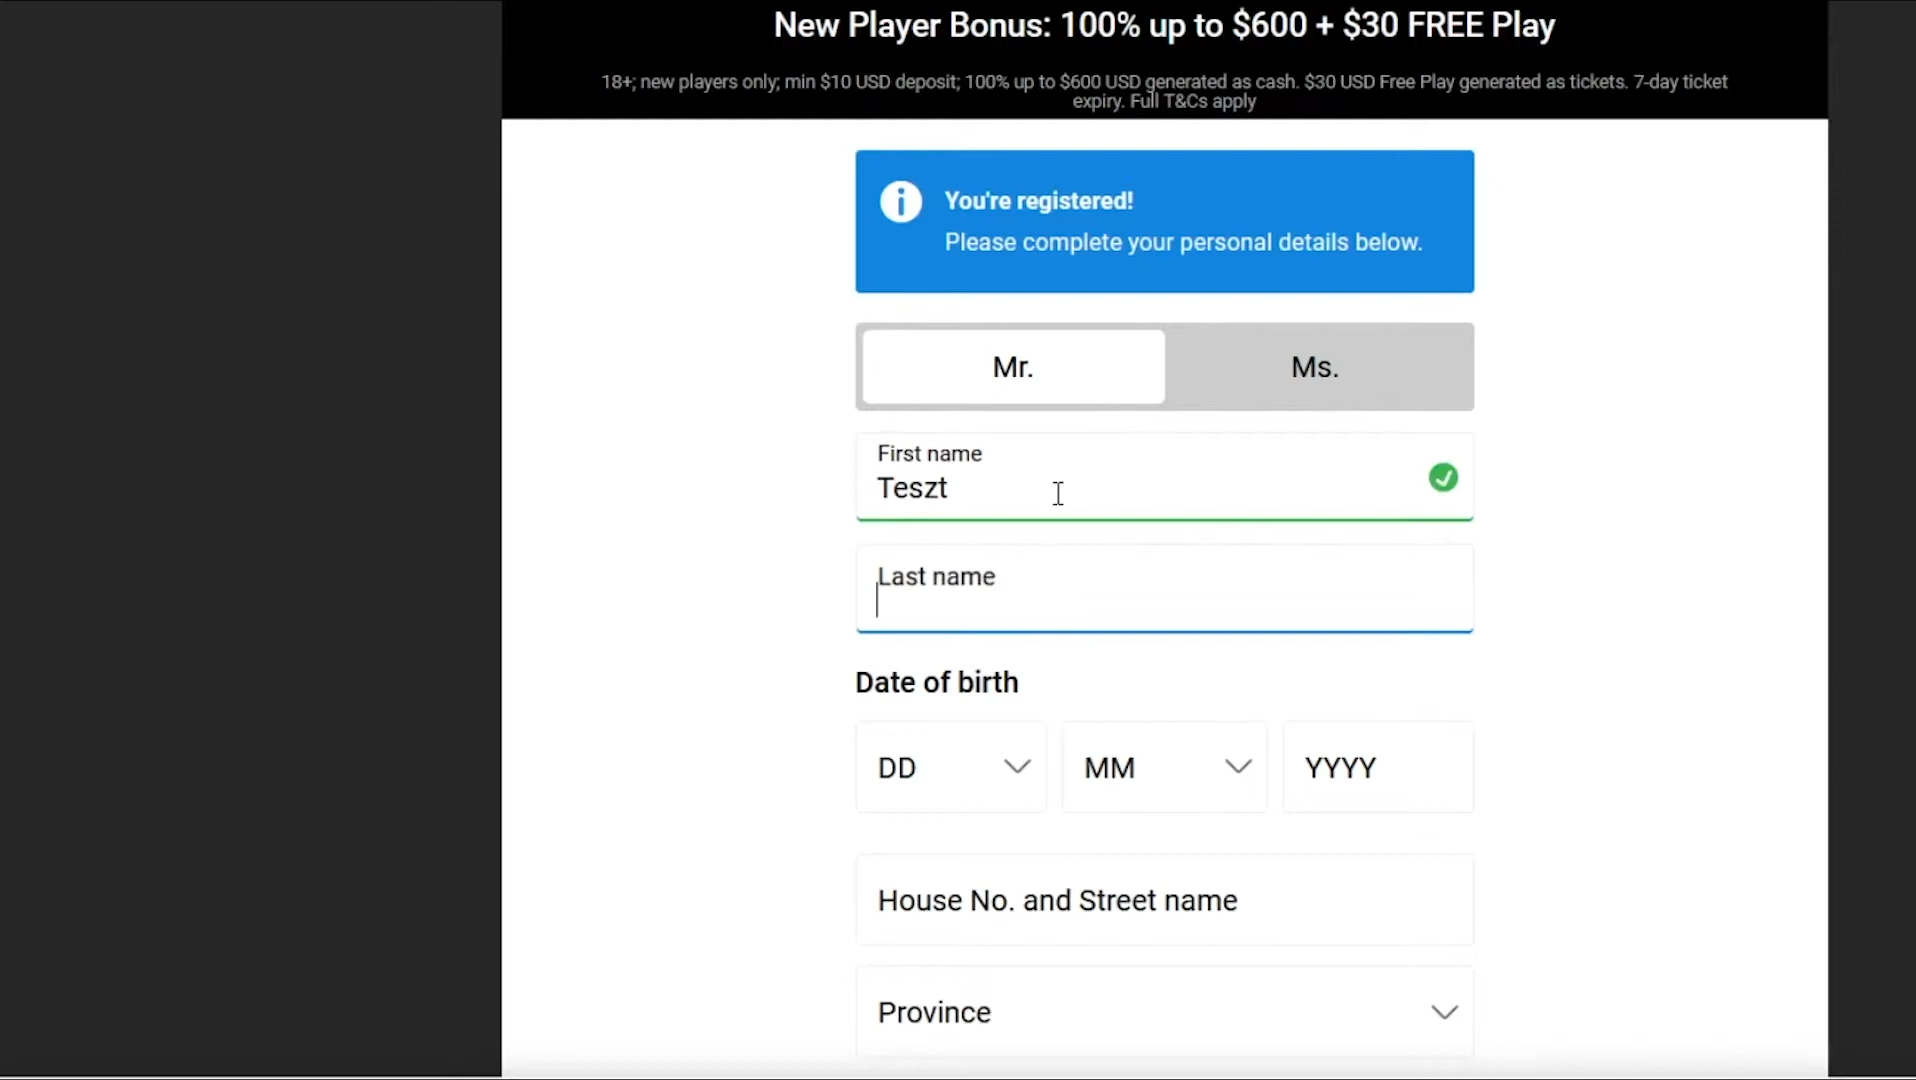 New Player Bonus: 100% up to $600 + $30 FREE Play
18+; new players only; min $10 USD deposit; 100% up to $600 USD generated as cash. $30 USD Free Play generated as tickets. 7-day ticket
expiry. Full T&Cs apply
You're registered!
Please complete your personal details below.
Mr. Ms.
First name
Teszt
Last name
Date of birth
DD MM YYYY
House No. and Street name
Province